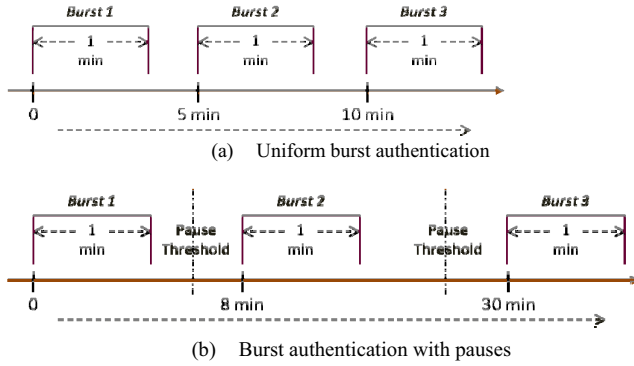 Burst 1 Burst 2 Burst 3
1 1 1
min min min
0 5 min 10 min
(a) Uniform burst authentication
Burst 1 Burst 2 Burst 3
1 Pause 1 Pause 1
min Threshold min Threshold min
0 8 min 30 min
(b) Burst authentication with pauses